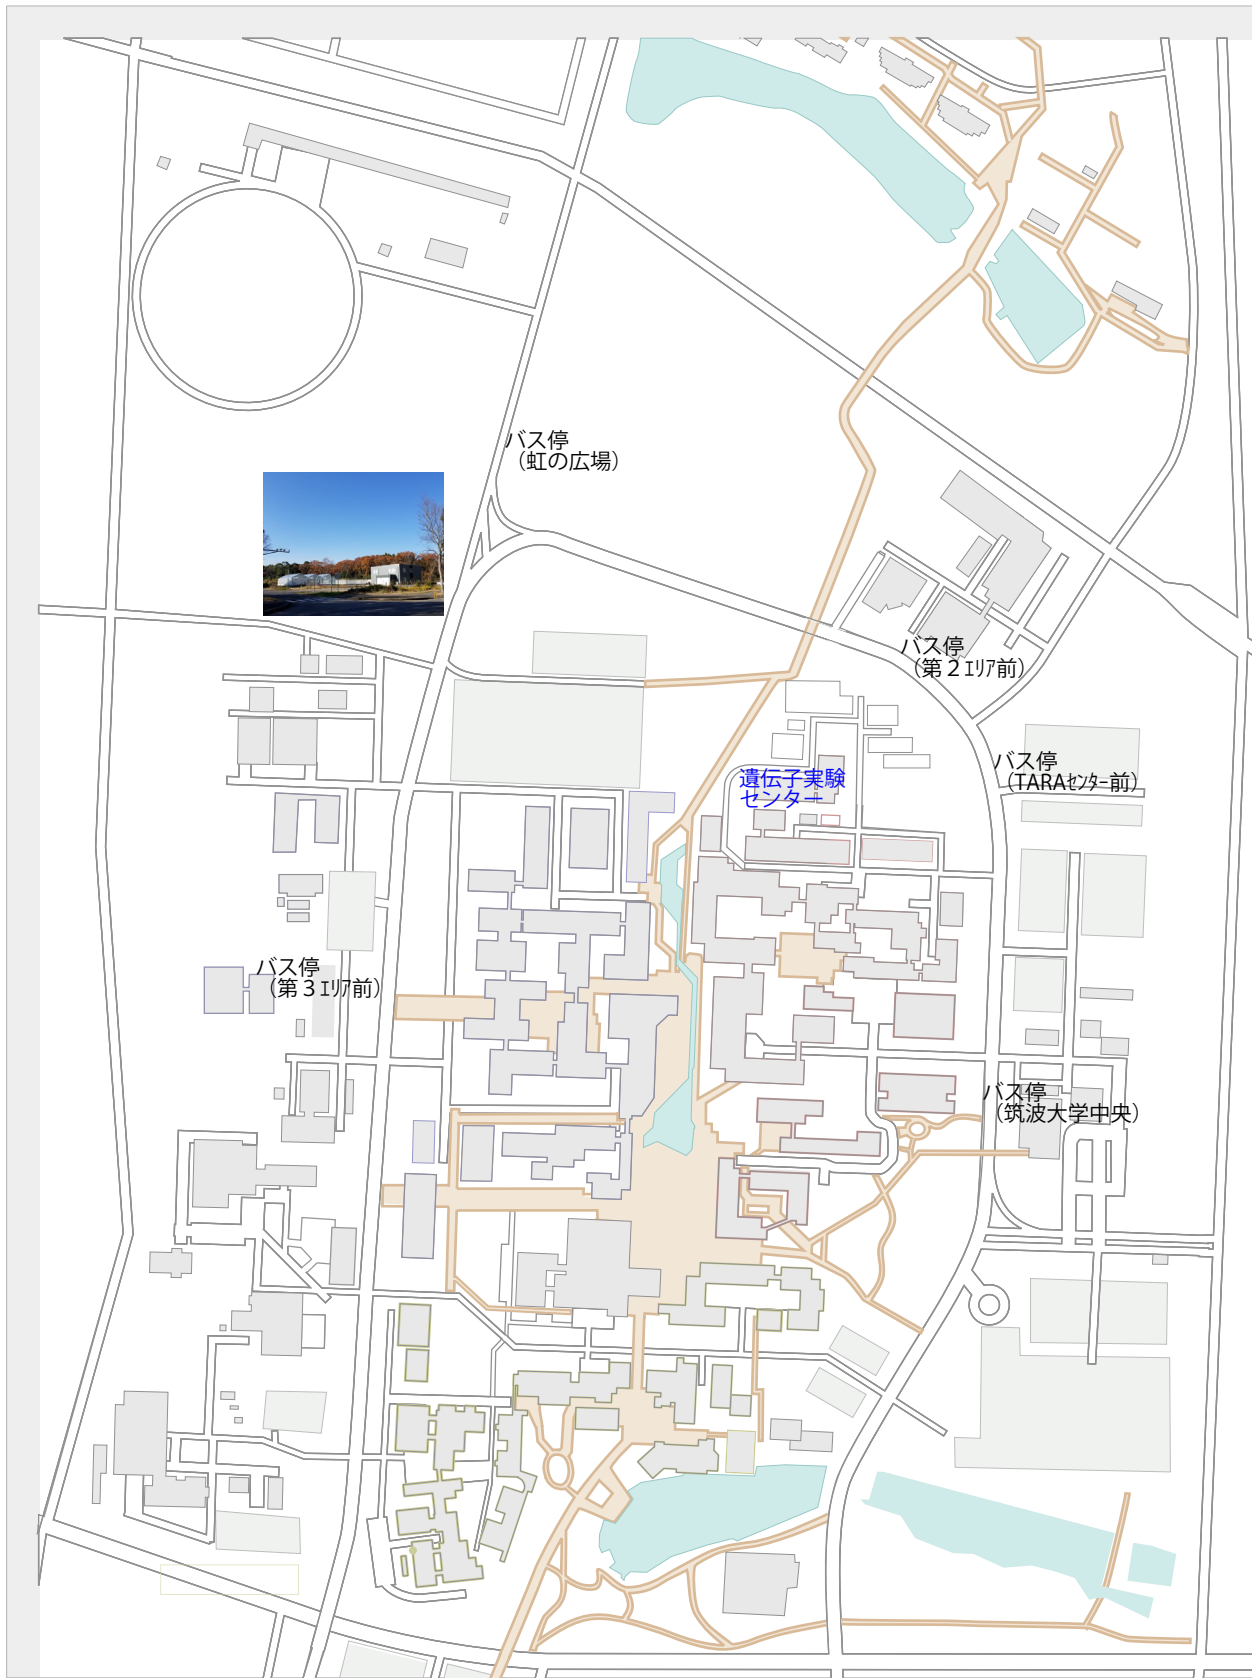 バス停
（虹の広場）
バス停
（第２ｴﾘｱ前）
バス停
（TARAｾﾝﾀｰ前）
遺伝子実験
センター
バス停
（第３ｴﾘｱ前）
バス停
（筑波大学中央）